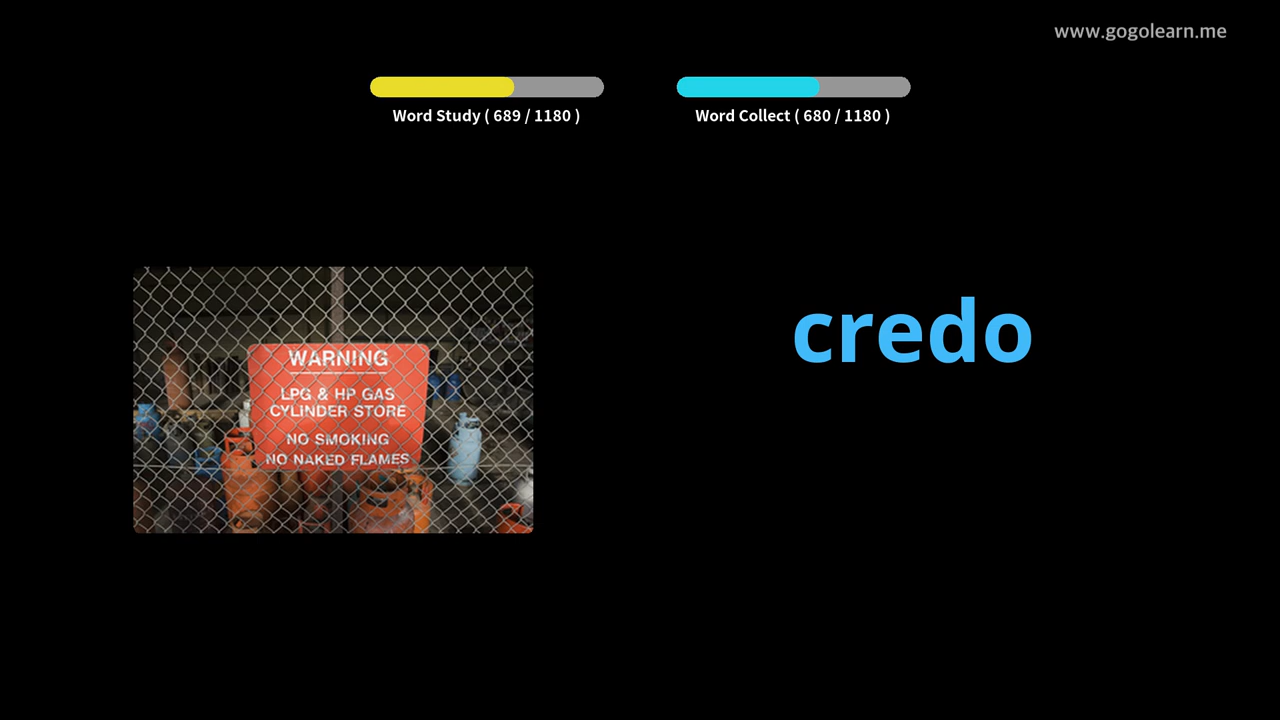 www.gogolearn.me
Word Study ( 689 / 1180 )
Word Collect ( 680 / 1180 )
WARNING
LPG & HP GAS
CYLINDER STORE
NO SMOKING
NO NAKED FLAMES
credo